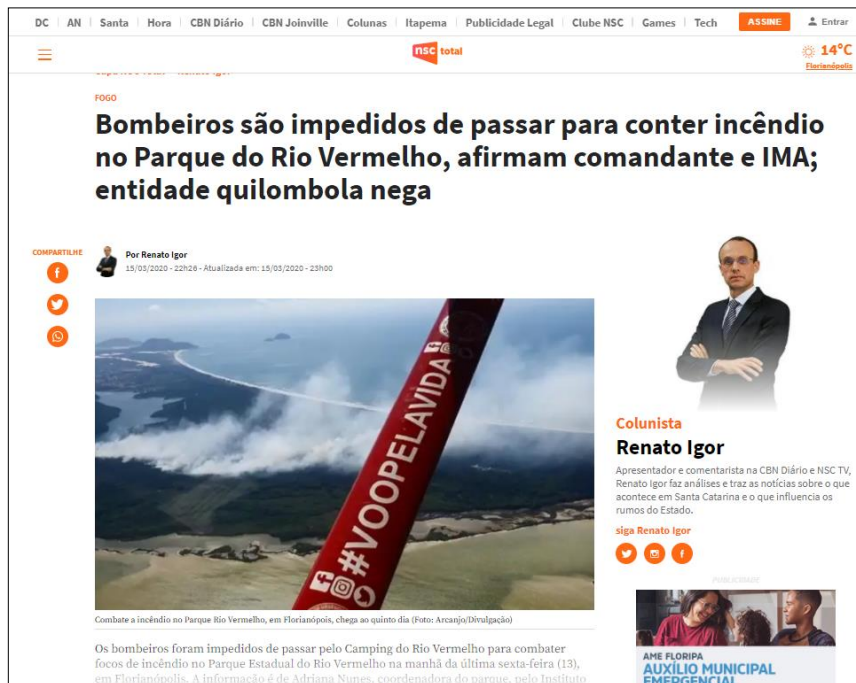 DC AN Santa Hora CBN Diário CBN Joinville Colunas Itapema Publicidade Legal Clube NSC Games Tech ASSINE Entrar
nsc total
14°C
Florianópolis
FOGO
Bombeiros são impedidos de passar para conter incêndio
no Parque do Rio Vermelho, afirmam comandante e IMA;
entidade quilombola nega
COMPARTILHE
Por Renato Igor
15/03/2020 - 22h26 - Atualizada em: 15/03/2020 - 23h00
#VOOPELAVIDA
Combate a incêndio no Parque Rio Vermelho, em Florianópois, chega ao quinto dia (Foto: Arcanjo/Divulgação)
Os bombeiros foram impedidos de passar pelo Camping do Rio Vermelho para combater
focos de incêndio no Parque Estadual do Rio Vermelho na manhã da última sexta-feira (13),
em Florianópolis. A informação é de Adriana Nunes, coordenadora do parque, pelo Instituto
Colunista
Renato Igor
Apresentador e comentarista na CBN Diário e NSC TV,
Renato Igor faz análises e traz as notícias sobre o que
acontece em Santa Catarina e o que influencia os
rumos do Estado.
siga Renato Igor
PUBLICIDADE
AME FLORIPA
AUXÍLIO MUNICIPAL
EMERGENCIAL